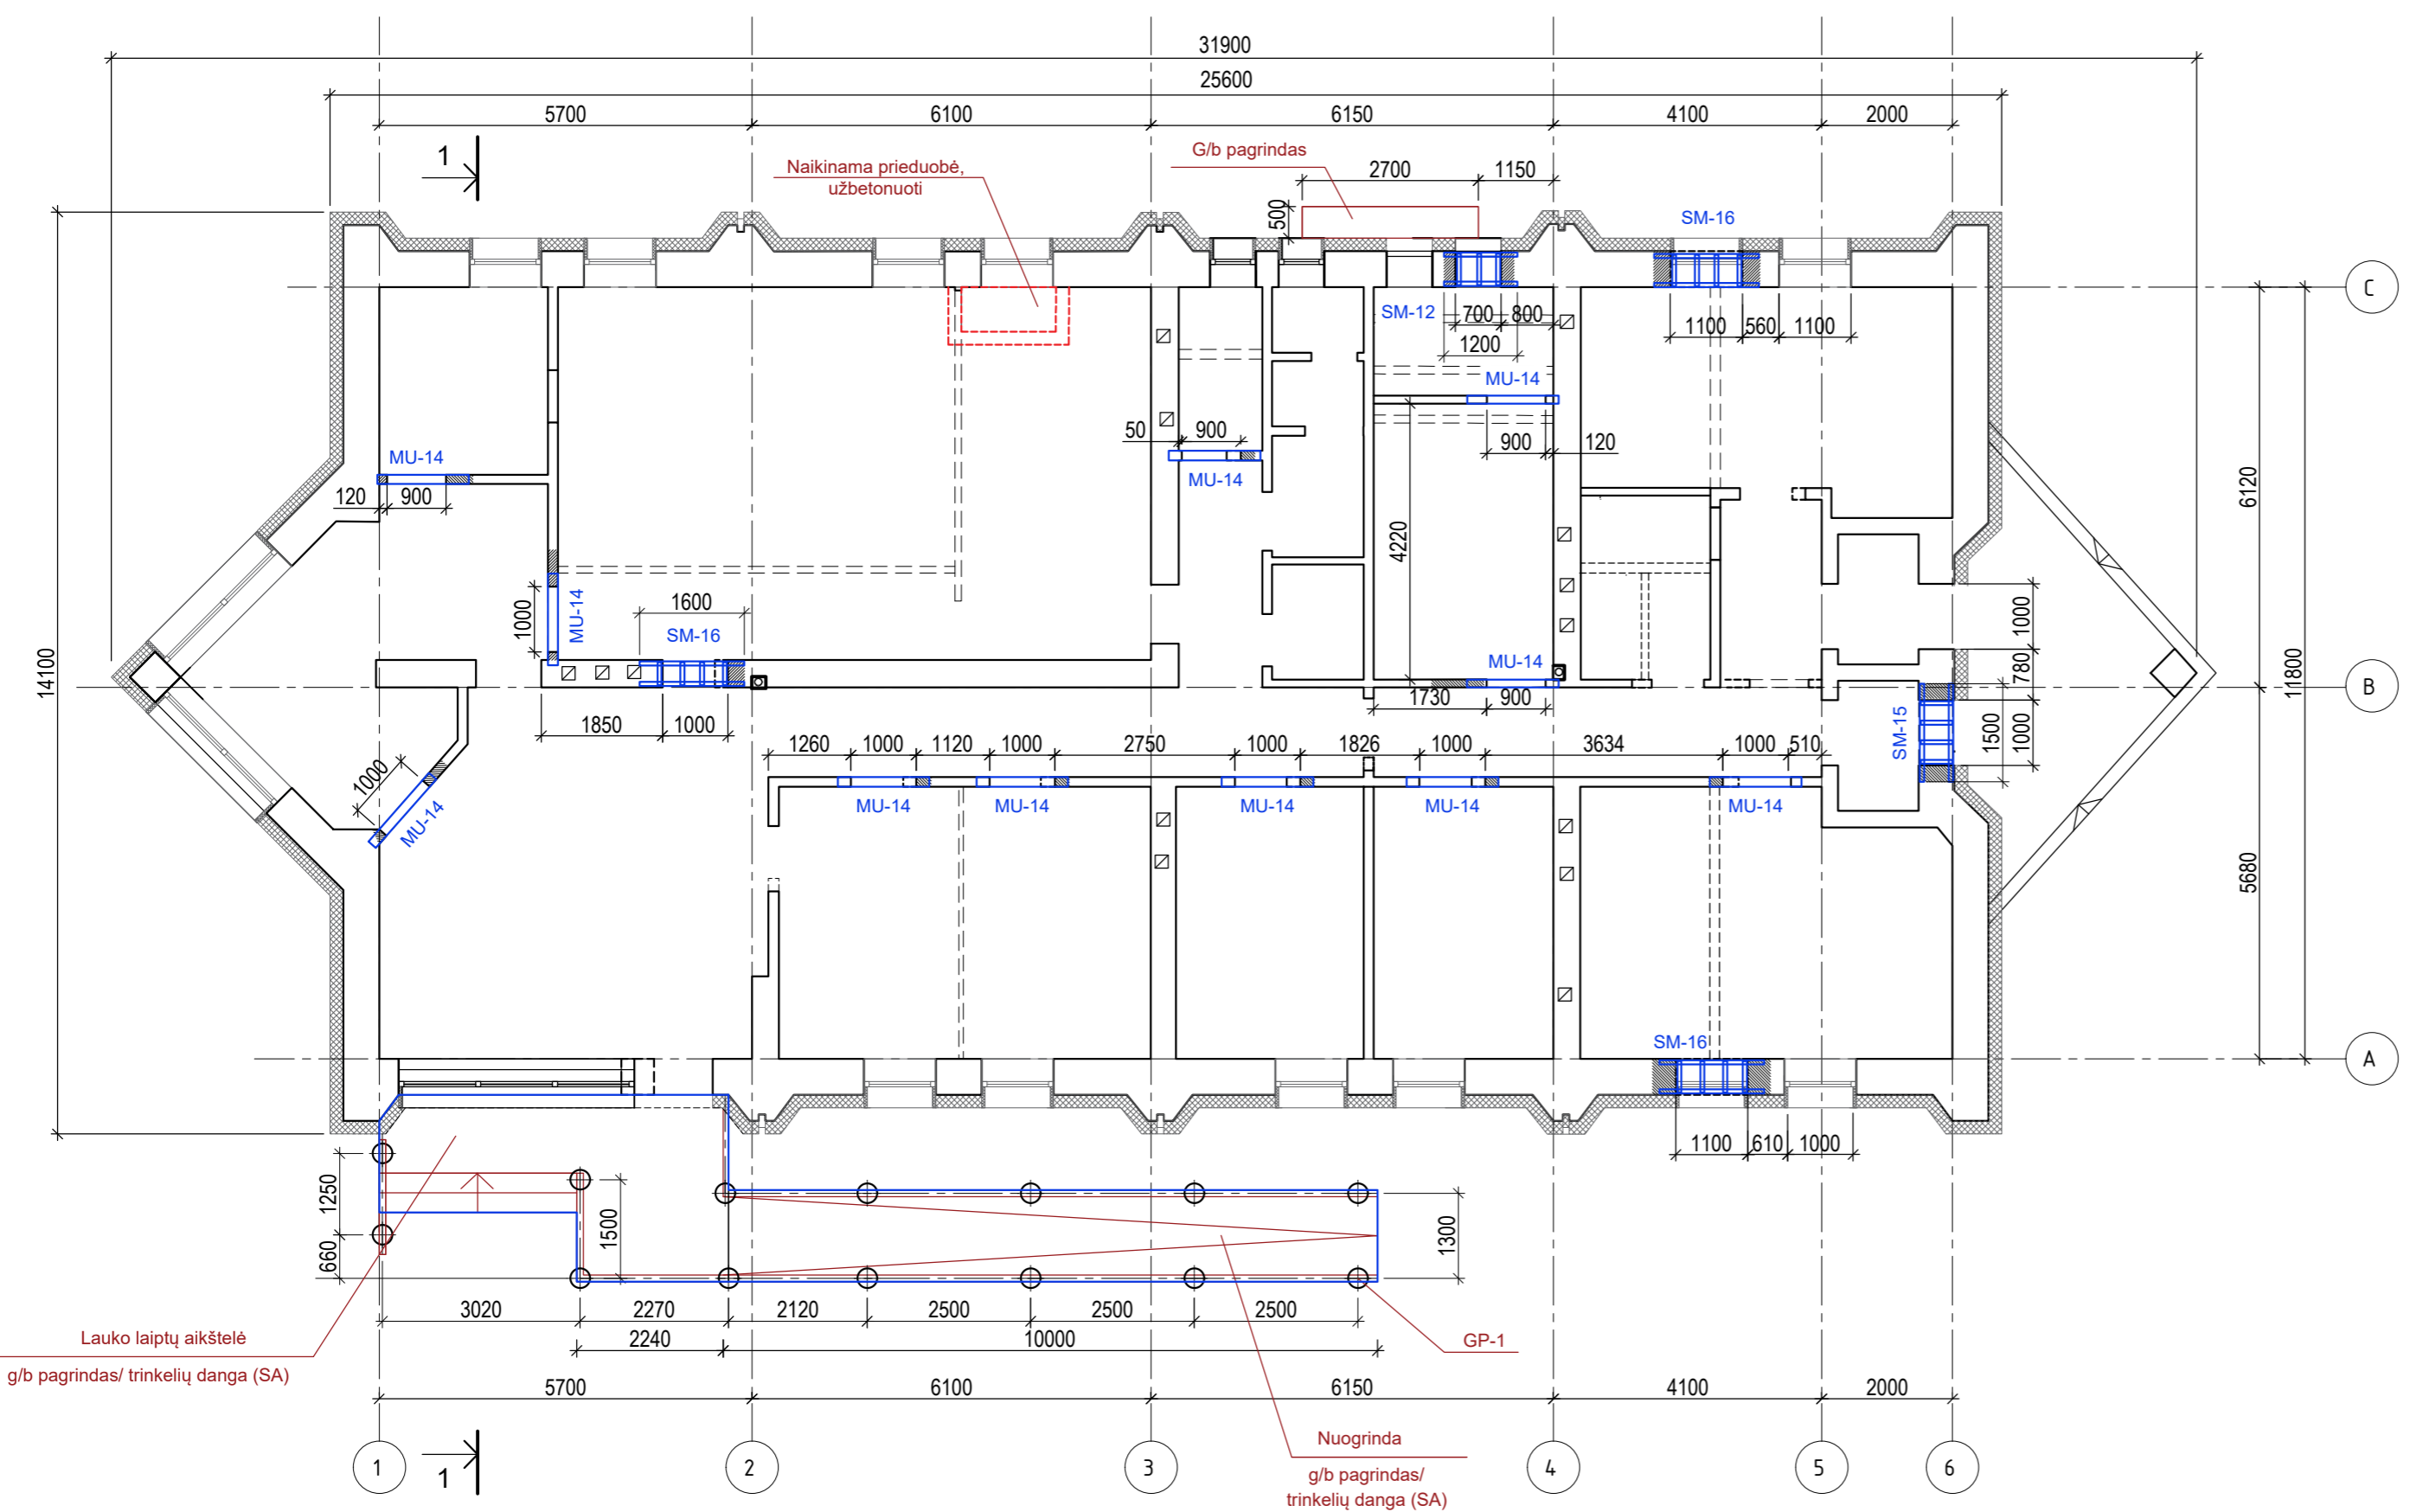 31900
25600
5700 6100 6150 4100 2000
1
Naikinama prieduobė,
užbetonuoti
G/b pagrindas
2700 1150
500
SM-16
C
SM-12 700 800
1200
1100 560 1100
MU-14
50 900
900 120
MU-14
MU-14
120 900
4220
6120
1000
MU-14
1600
SM-16
MU-14
1000
780
11800
14100
B
1850 1000
1730 900
SM-15
1500
1000
1260 1000 1120 1000 2750 1000 1826 1000 3634 1000 510
1000
MU-14
MU-14 MU-14 MU-14 MU-14 MU-14
5680
SM-16
A
1100 610 1000
1250
660
1500
1300
3020 2270 2120 2500 2500 2500
2240 10000
Lauko laiptų aikštelė
g/b pagrindas/ trinkelių danga (SA)
GP-1
5700 6100 6150 4100 2000
Nuogrinda
g/b pagrindas/
trinkelių danga (SA)
1 1 2 3 4 5 6